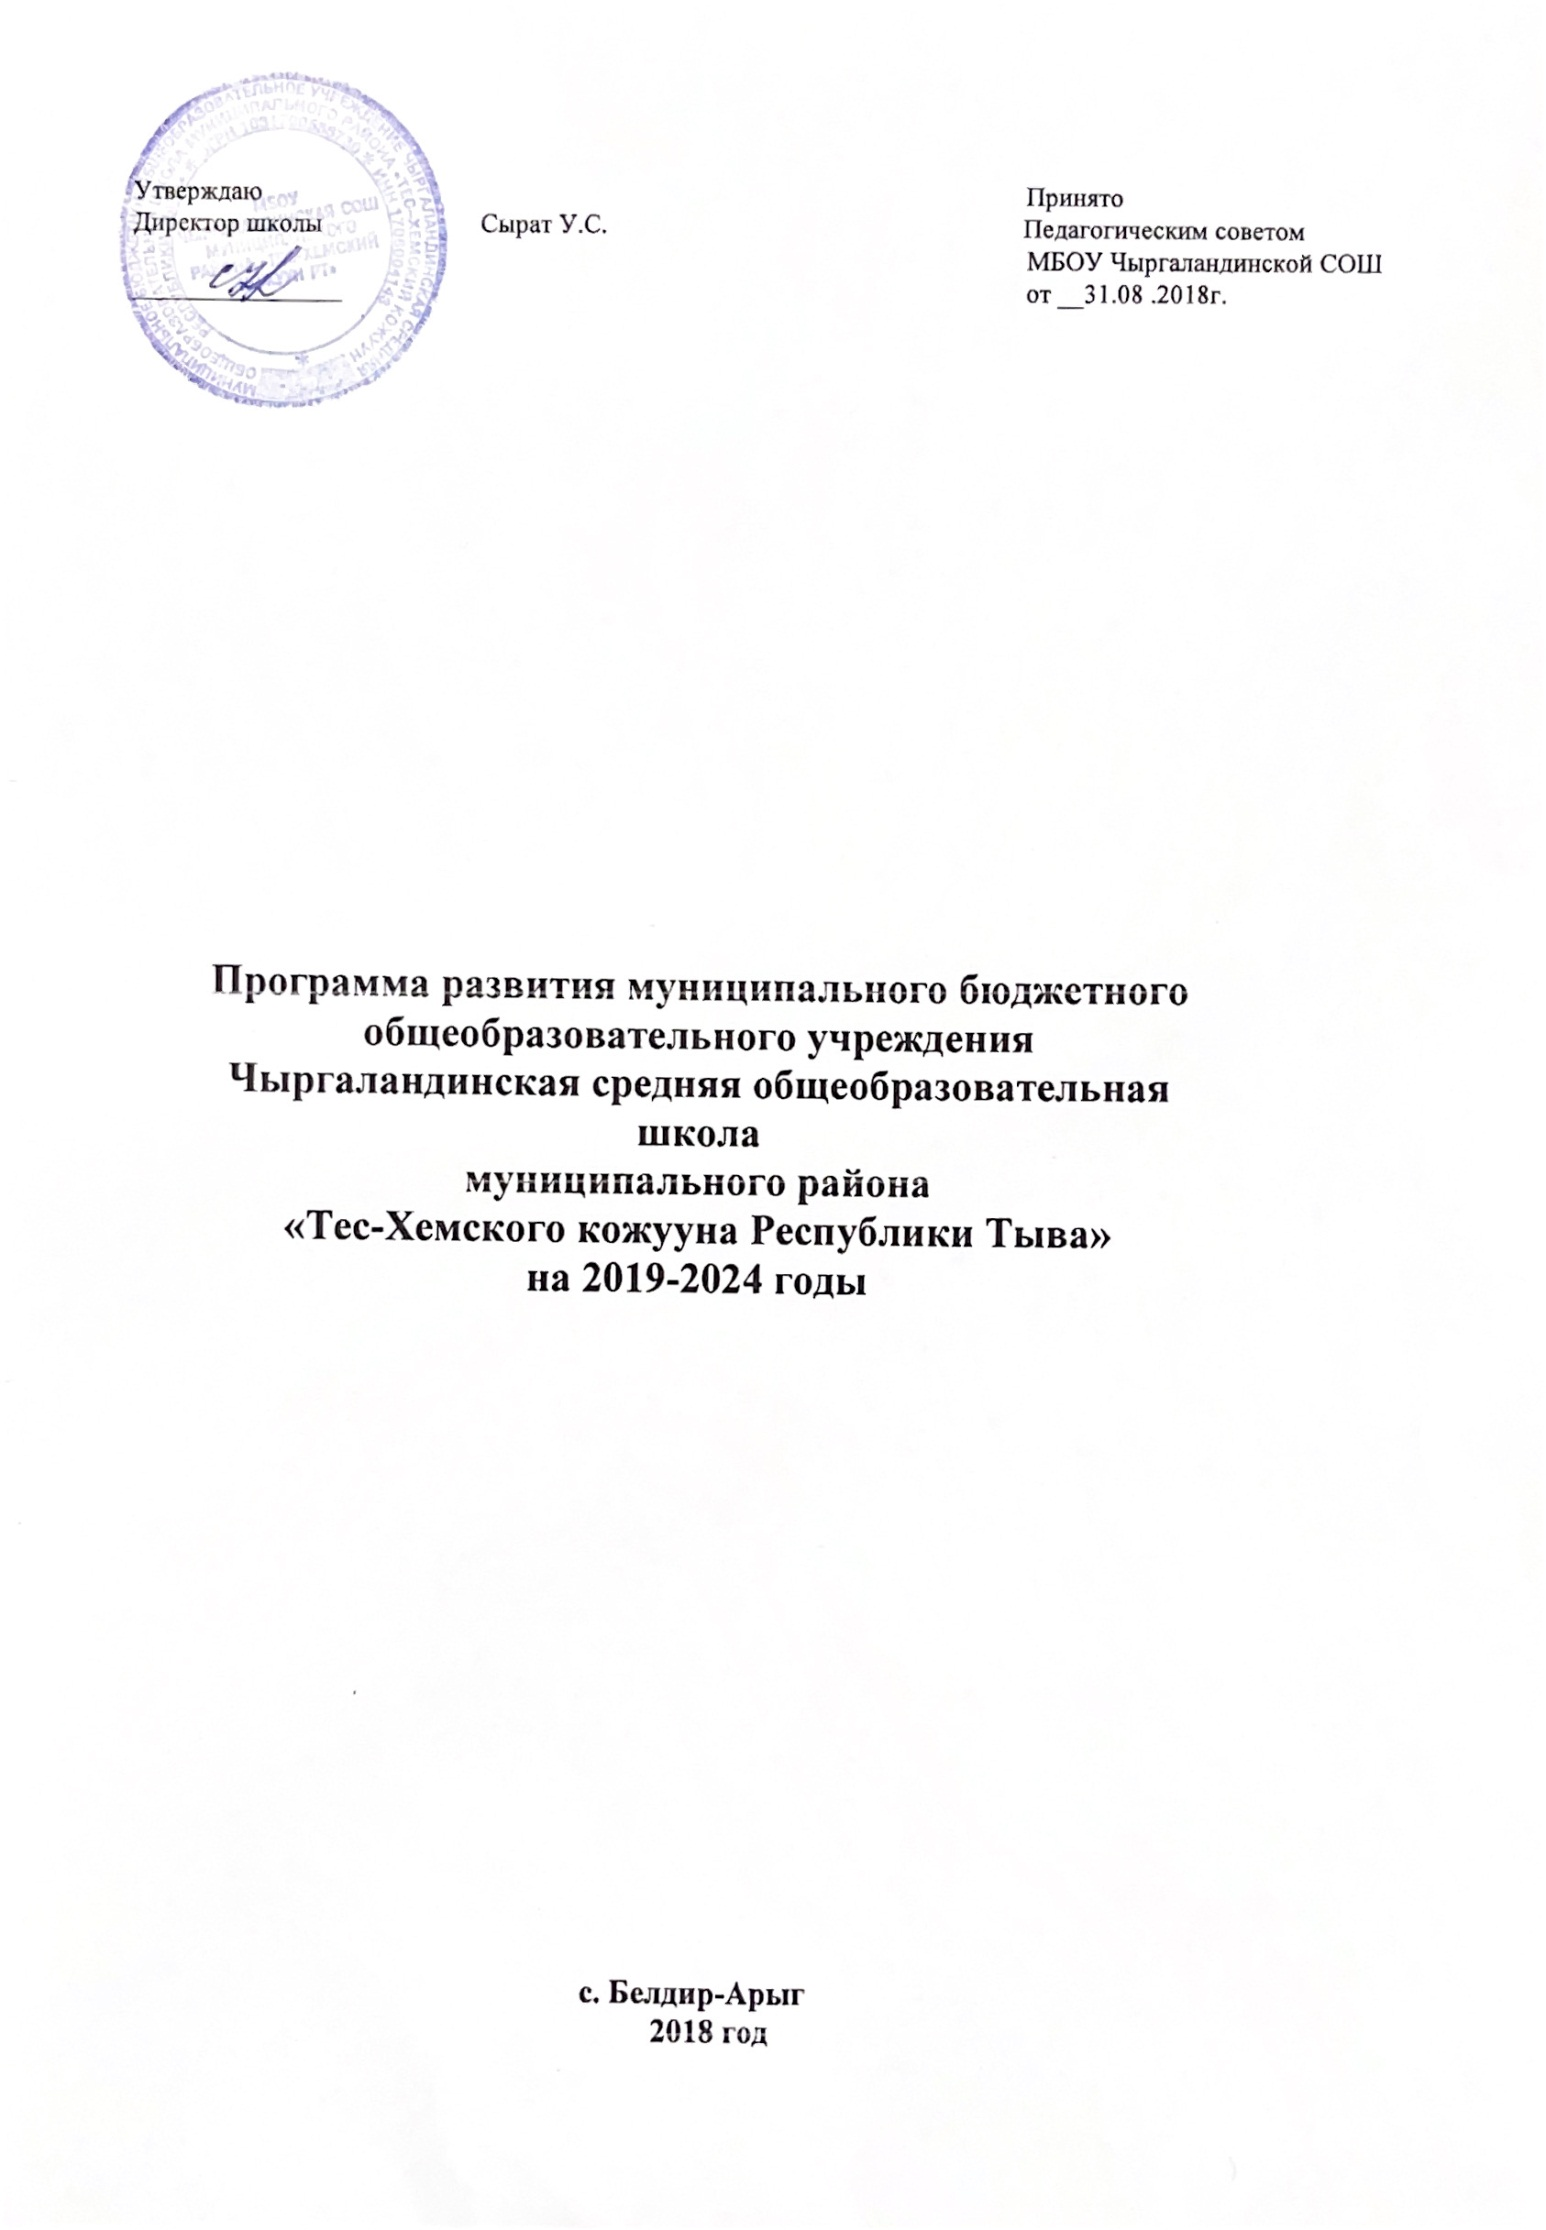 Утверждаю
Директор школы Сырат У.С.
Принято
Педагогическим советом
МБОУ Чыргаландинской СОШ
от __31.08 .2018г.
МБОУ
СОШ
Программа развития муниципального бюджетного
общеобразовательного учреждения
Чыргаландинская средняя общеобразовательная
школа
муниципального района
«Тес-Хемского кожууна Республики Тыва»
на 2019-2024 годы
с. Белдир-Арыг
2018 год